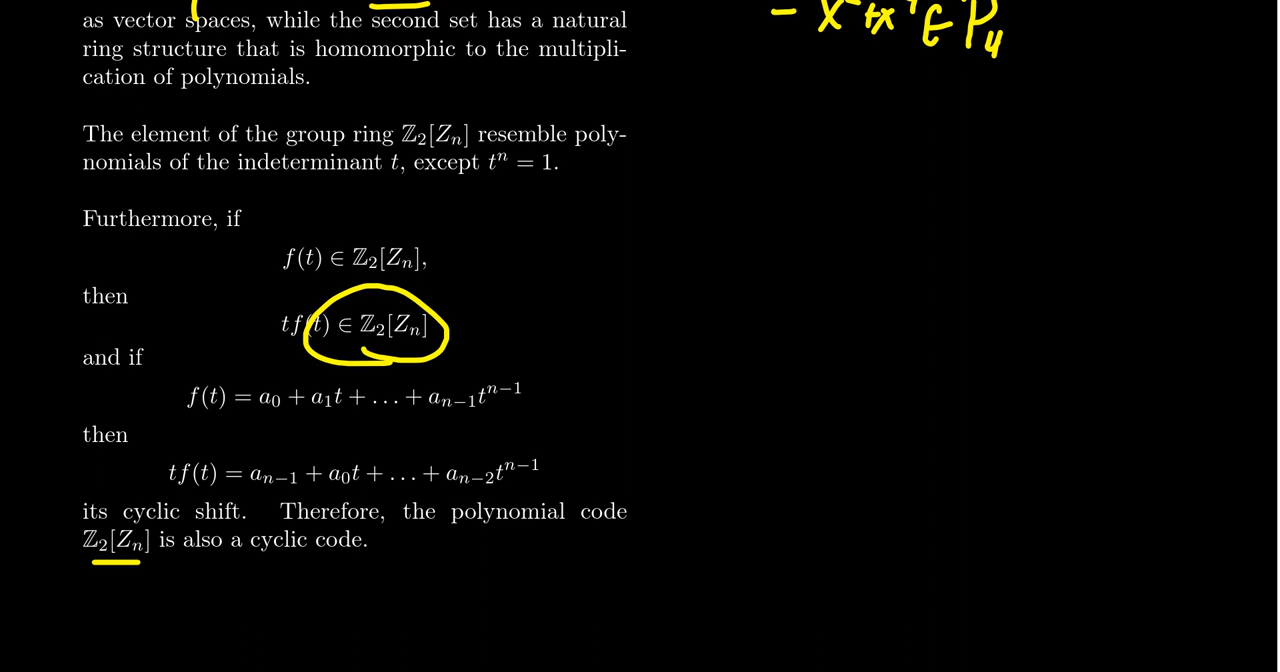 as vector spaces, while the second set has a natural
ring structure that is homomorphic to the multipli-
cation of polynomials.
The element of the group ring ℤ₂[Zₙ] resemble poly-
nomials of the indeterminant t, except tⁿ = 1.
Furthermore, if
f(t) ∈ ℤ₂[Zₙ],
then
tf(t) ∈ ℤ₂[Zₙ]
and if
f(t) = a₀ + a₁t + … + aₙ₋₁tⁿ⁻¹
then
tf(t) = aₙ₋₁ + a₀t + … + aₙ₋₂tⁿ⁻¹
its cyclic shift. Therefore, the polynomial code
ℤ₂[Zₙ] is also a cyclic code.
∈ P₄